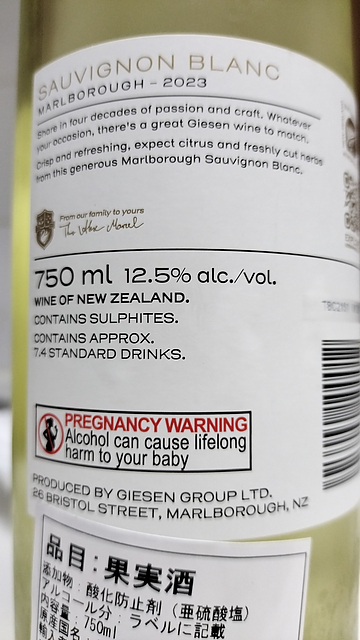 SAUVIGNON BLANC
MARLBOROUGH - 2023
Share in four decades of passion and craft. Whatever
your occasion, there's a great Giesen wine to match.
Crisp and refreshing, expect citrus and freshly cut herbs
from this generous Marlborough Sauvignon Blanc.
From our family to yours
750 ml 12.5% alc./vol.
WINE OF NEW ZEALAND.
CONTAINS SULPHITES.
CONTAINS APPROX.
7.4 STANDARD DRINKS.
PREGNANCY WARNING
Alcohol can cause lifelong
harm to your baby
PRODUCED BY GIESEN GROUP LTD.
26 BRISTOL STREET, MARLBOROUGH, NZ
品目:果実酒
添加物:酸化防止剤(亜硫酸塩)
アルコール分:ラベルに記載
内容量:750ml
原産国名